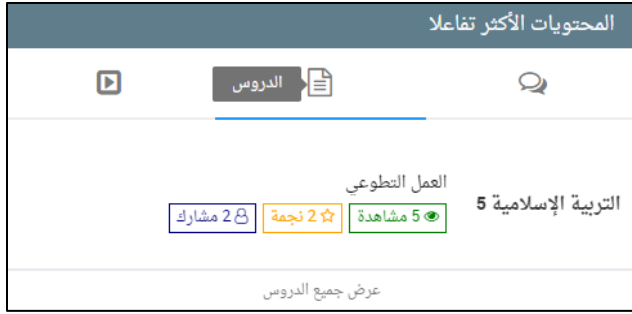 المحتويات الأكثر تفاعلا
الدروس
التربية الإسلامية 5
العمل التطوعي
5 مشاهدة
2 نجمة
2 مشارك
عرض جميع الدروس